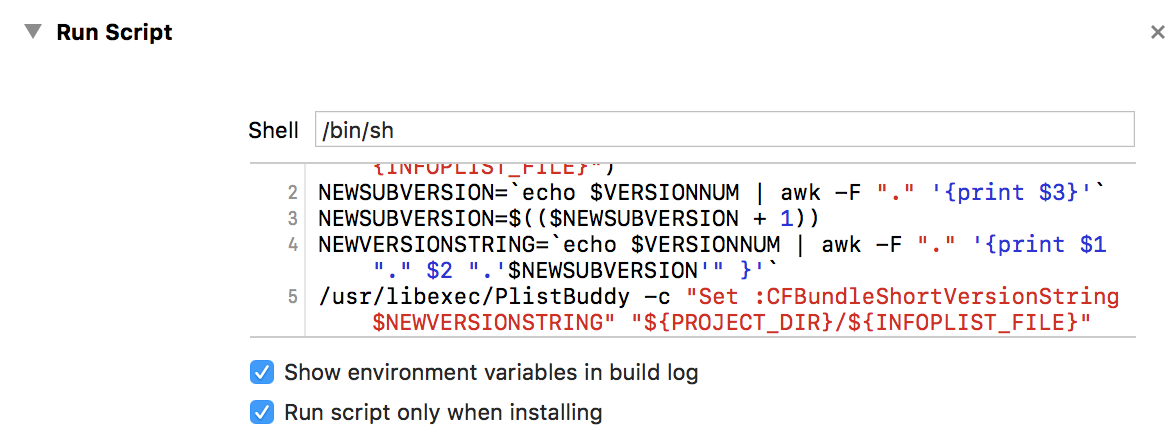 Run Script
Shell /bin/sh
{INFOPLIST_FILE}")
2 NEWSUBVERSION=`echo $VERSIONNUM | awk -F "." '{print $3}'`
3 NEWSUBVERSION=$(($NEWSUBVERSION + 1))
4 NEWVERSIONSTRING=`echo $VERSIONNUM | awk -F "." '{print $1
"." $2 ".'$NEWSUBVERSION'" }'`
5 /usr/libexec/PlistBuddy -c "Set :CFBundleShortVersionString
$NEWVERSIONSTRING" "${PROJECT_DIR}/${INFOPLIST_FILE}"
Show environment variables in build log
Run script only when installing